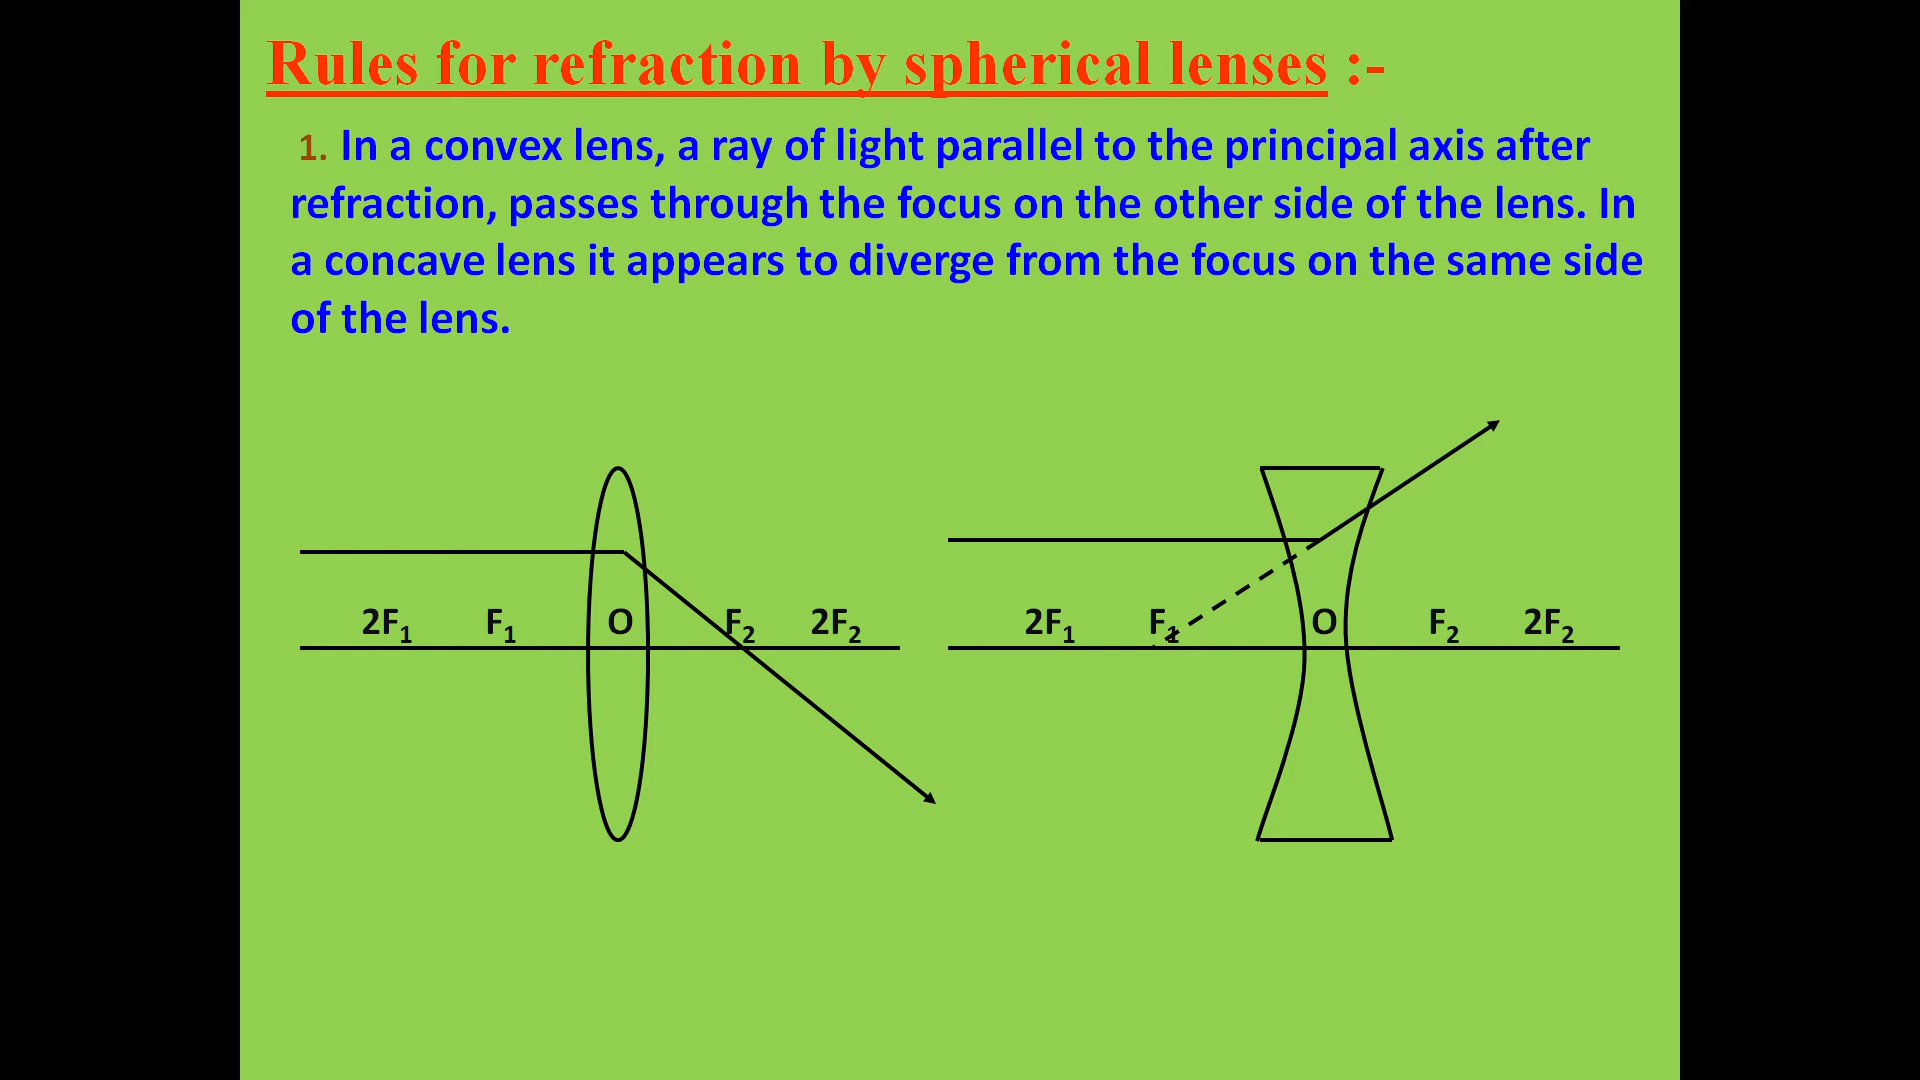 Rules for refraction by spherical lenses :-
1. In a convex lens, a ray of light parallel to the principal axis after
refraction, passes through the focus on the other side of the lens. In
a concave lens it appears to diverge from the focus on the same side
of the lens.
2F₁ F₁ O F₂ 2F₂
2F₁ F₁ O F₂ 2F₂